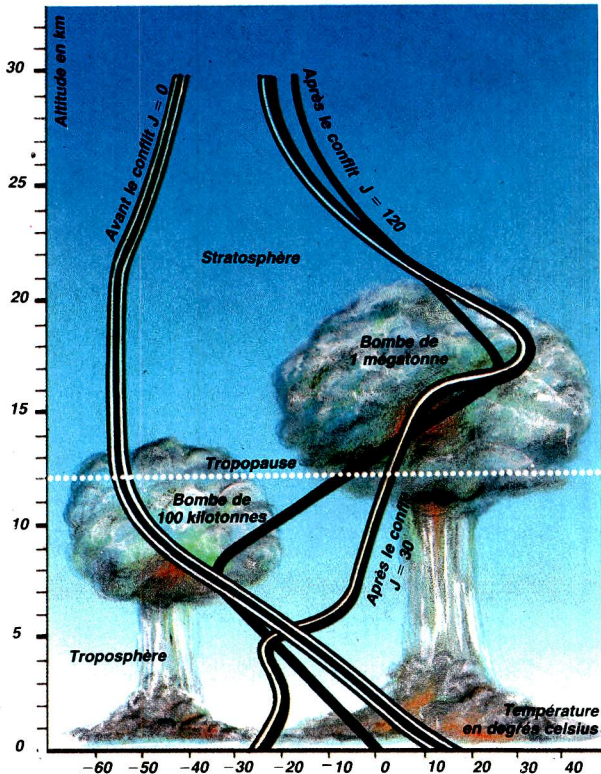 Altitude en km
30
25
20
15
10
5
0
Avant le conflit J = 0
Après le conflit J = 120
Stratosphère
Bombe de
1 mégatonne
Tropopause
Bombe de
100 kilotonnes
Après le conflit
J = 30
Troposphère
Température
en degrés celsius
−60 −50 −40 −30 −20 −10 0 10 20 30 40